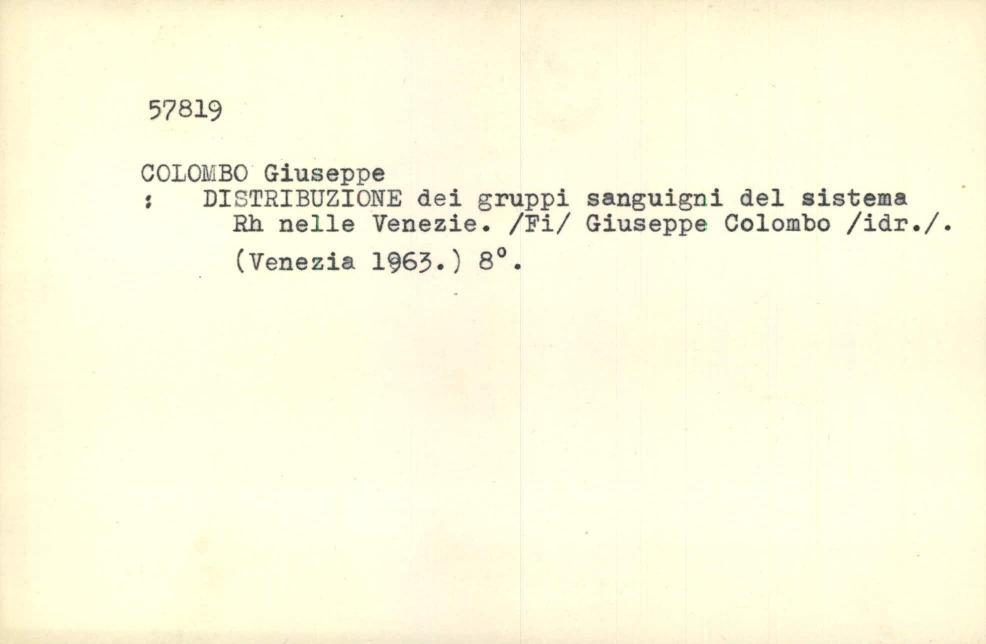 57819
COLOMBO Giuseppe
: DISTRIBUZIONE dei gruppi sanguigni del sistema
Rh nelle Venezie. /Fi/ Giuseppe Colombo /idr./.
(Venezia 1963.) 8°.